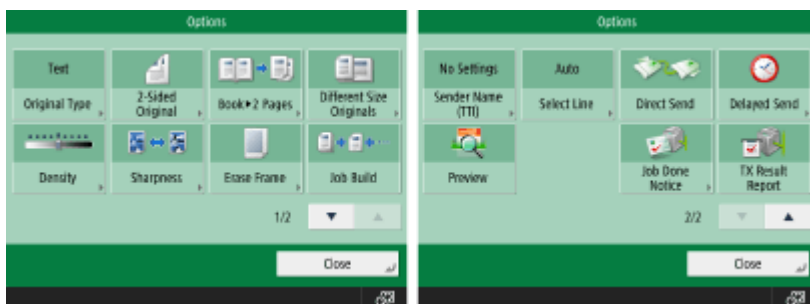 Options
Text
Original Type
2-Sided
Original
Book▶2 Pages
Different Size
Originals
Density
Sharpness
Erase Frame
Job Build
1/2
Close
Options
No Settings
Sender Name
(TTI)
Auto
Select Line
Direct Send
Delayed Send
Preview
Job Done
Notice
TX Result
Report
2/2
Close